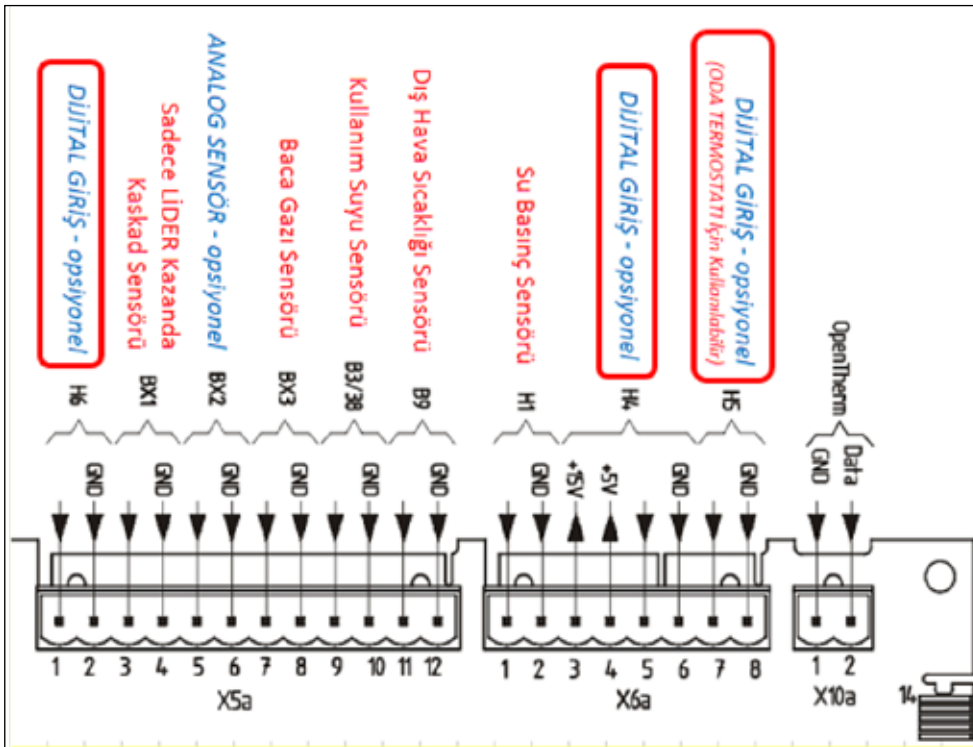 DİJİTAL GİRİŞ - opsiyonel
Sadece LİDER Kazanda
Kaskad Sensörü
ANALOG SENSÖR - opsiyonel
Baca Gazı Sensörü
Kullanım Suyu Sensörü
Dış Hava Sıcaklığı Sensörü
Su Basınç Sensörü
DİJİTAL GİRİŞ - opsiyonel
DİJİTAL GİRİŞ - opsiyonel
(ODA TERMOSTATI İçin Kullanılabilir)
OpenTherm
H6 BX1 BX2 BX3 B3/38 B9 H1 H4 H5
GND GND GND GND GND GND GND +15V +5V GND GND GND Data
1 2 3 4 5 6 7 8 9 10 11 12 1 2 3 4 5 6 7 8 1 2
X5a X6a X10a 14